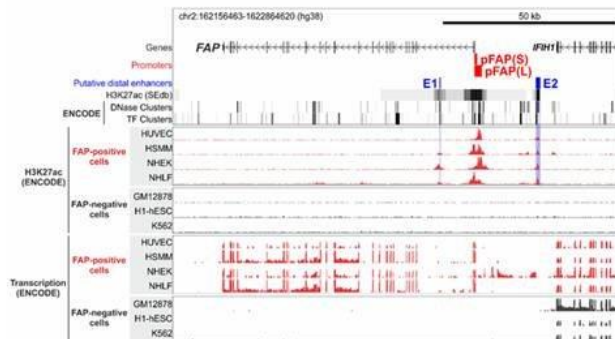 chr2:162156463-1622864620 (hg38)
50 kb
Genes
FAP
IFIH1
Promoters
pFAP(S)
pFAP(L)
Putative distal enhancers
E1
E2
H3K27ac (SEdb)
ENCODE
DNase Clusters
TF Clusters
H3K27ac
(ENCODE)
FAP-positive
cells
HUVEC
HSMM
NHEK
NHLF
FAP-negative
cells
GM12878
H1-hESC
K562
Transcription
(ENCODE)
FAP-positive
cells
HUVEC
HSMM
NHEK
NHLF
FAP-negative
cells
GM12878
H1-hESC
K562